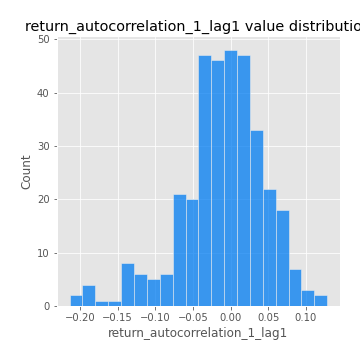 return_autocorrelation_1_lag1 value distributio
50
40
30
20
10
0
Count
−0.20 −0.15 −0.10 −0.05 0.00 0.05 0.10
return_autocorrelation_1_lag1